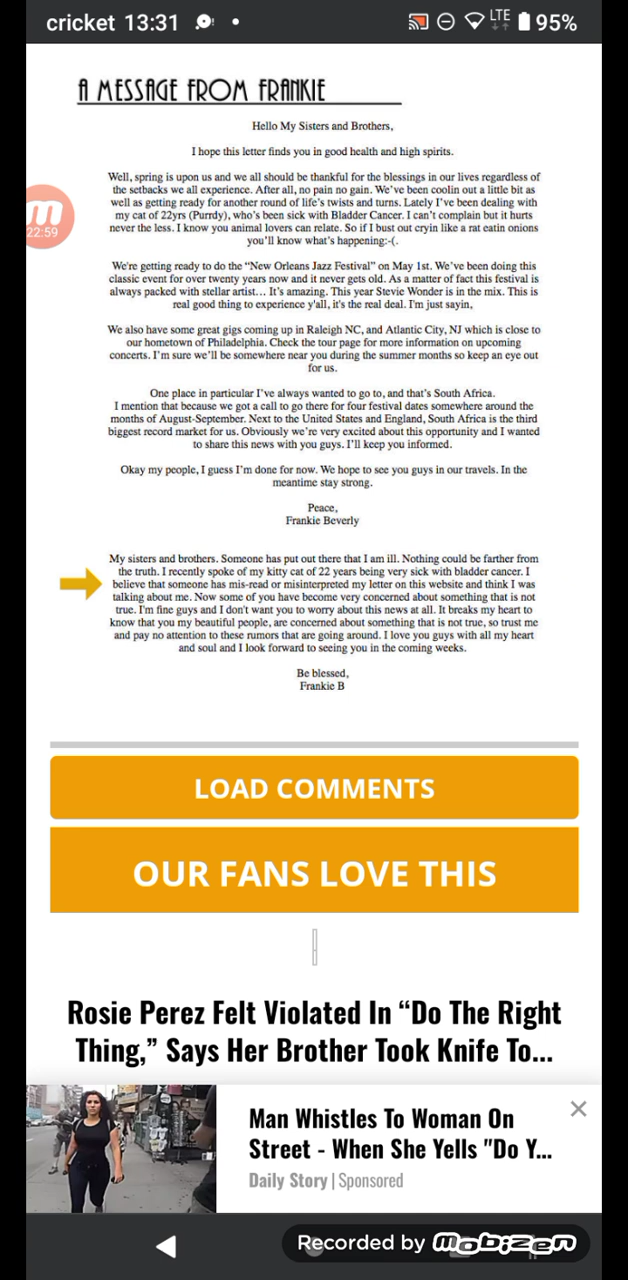 cricket 13:31
LTE
95%
A MESSAGE FROM FRANKIE
Hello My Sisters and Brothers,
I hope this letter finds you in good health and high spirits.
Well, spring is upon us and we all should be thankful for the blessings in our lives regardless of
the setbacks we all experience. After all, no pain no gain. We've been coolin out a little bit as
well as getting ready for another round of life's twists and turns. Lately I've been dealing with
my cat of 22yrs (Purrdy), who's been sick with Bladder Cancer. I can't complain but it hurts
never the less. I know you animal lovers can relate. So if I bust out cryin like a rat eatin onions
you'll know what's happening:-(.
m
22:59
We're getting ready to do the “New Orleans Jazz Festival” on May 1st. We've been doing this
classic event for over twenty years now and it never gets old. As a matter of fact this festival is
always packed with stellar artist… It's amazing. This year Stevie Wonder is in the mix. This is
real good thing to experience y'all, it's the real deal. I'm just sayin,
We also have some great gigs coming up in Raleigh NC, and Atlantic City, NJ which is close to
our hometown of Philadelphia. Check the tour page for more information on upcoming
concerts. I'm sure we'll be somewhere near you during the summer months so keep an eye out
for us.
One place in particular I've always wanted to go to, and that's South Africa.
I mention that because we got a call to go there for four festival dates somewhere around the
months of August-September. Next to the United States and England, South Africa is the third
biggest record market for us. Obviously we're very excited about this opportunity and I wanted
to share this news with you guys. I'll keep you informed.
Okay my people, I guess I'm done for now. We hope to see you guys in our travels. In the
meantime stay strong.
Peace,
Frankie Beverly
My sisters and brothers. Someone has put out there that I am ill. Nothing could be farther from
the truth. I recently spoke of my kitty cat of 22 years being very sick with bladder cancer. I
believe that someone has mis-read or misinterpreted my letter on this website and think I was
talking about me. Now some of you have become very concerned about something that is not
true. I'm fine guys and I don't want you to worry about this news at all. It breaks my heart to
know that you my beautiful people, are concerned about something that is not true, so trust me
and pay no attention to these rumors that are going around. I love you guys with all my heart
and soul and I look forward to seeing you in the coming weeks.
Be blessed,
Frankie B
LOAD COMMENTS
OUR FANS LOVE THIS
Rosie Perez Felt Violated In “Do The Right
Thing,” Says Her Brother Took Knife To...
Man Whistles To Woman On
Street - When She Yells "Do Y...
Daily Story | Sponsored
Recorded by Mobizen